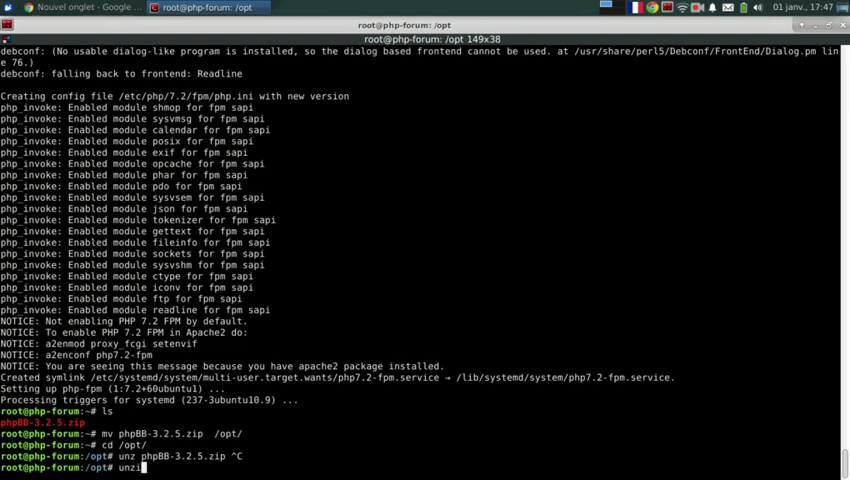 Nouvel onglet - Google ...
root@php-forum: /opt
01 janv., 17:47
root@php-forum: /opt
root@php-forum: /opt 149x38
debconf: (No usable dialog-like program is installed, so the dialog based frontend cannot be used. at /usr/share/perl5/Debconf/FrontEnd/Dialog.pm lin
e 76.)
debconf: falling back to frontend: Readline
Creating config file /etc/php/7.2/fpm/php.ini with new version
php_invoke: Enabled module shmop for fpm sapi
php_invoke: Enabled module sysvmsg for fpm sapi
php_invoke: Enabled module calendar for fpm sapi
php_invoke: Enabled module posix for fpm sapi
php_invoke: Enabled module exif for fpm sapi
php_invoke: Enabled module opcache for fpm sapi
php_invoke: Enabled module phar for fpm sapi
php_invoke: Enabled module pdo for fpm sapi
php_invoke: Enabled module sysvsem for fpm sapi
php_invoke: Enabled module json for fpm sapi
php_invoke: Enabled module tokenizer for fpm sapi
php_invoke: Enabled module gettext for fpm sapi
php_invoke: Enabled module fileinfo for fpm sapi
php_invoke: Enabled module sockets for fpm sapi
php_invoke: Enabled module sysvshm for fpm sapi
php_invoke: Enabled module ctype for fpm sapi
php_invoke: Enabled module iconv for fpm sapi
php_invoke: Enabled module ftp for fpm sapi
php_invoke: Enabled module readline for fpm sapi
NOTICE: Not enabling PHP 7.2 FPM by default.
NOTICE: To enable PHP 7.2 FPM in Apache2 do:
NOTICE: a2enmod proxy_fcgi setenvif
NOTICE: a2enconf php7.2-fpm
NOTICE: You are seeing this message because you have apache2 package installed.
Created symlink /etc/systemd/system/multi-user.target.wants/php7.2-fpm.service → /lib/systemd/system/php7.2-fpm.service.
Setting up php-fpm (1:7.2+60ubuntu1) ...
Processing triggers for systemd (237-3ubuntu10.9) ...
root@php-forum:~# ls
phpBB-3.2.5.zip
root@php-forum:~# mv phpBB-3.2.5.zip  /opt/
root@php-forum:~# cd /opt/
root@php-forum:/opt# unz phpBB-3.2.5.zip ^C
root@php-forum:/opt# unzi